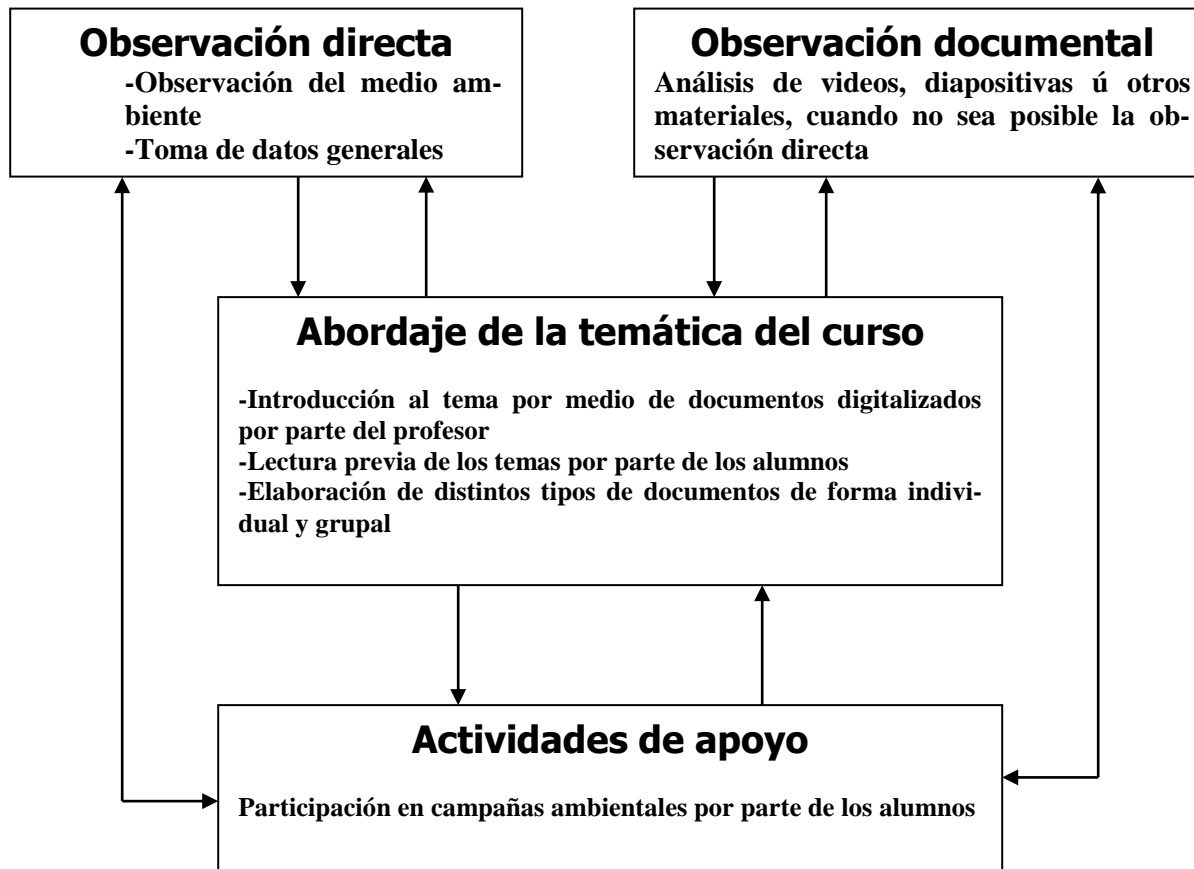 Observación directa
-Observación del medio am-
biente
-Toma de datos generales
Observación documental
Análisis de videos, diapositivas ú otros
materiales, cuando no sea posible la ob-
servación directa
Abordaje de la temática del curso
-Introducción al tema por medio de documentos digitalizados
por parte del profesor
-Lectura previa de los temas por parte de los alumnos
-Elaboración de distintos tipos de documentos de forma indivi-
dual y grupal
Actividades de apoyo
Participación en campañas ambientales por parte de los alumnos